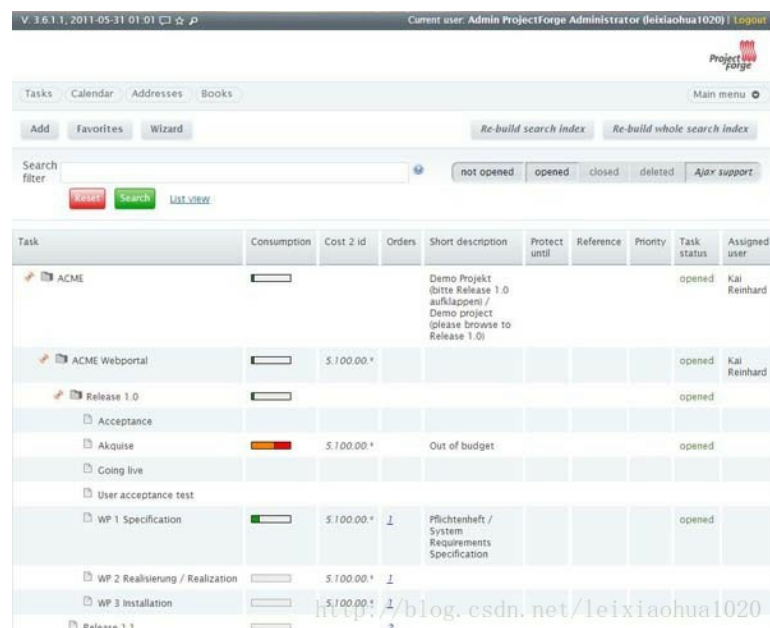 V. 3.6.1.1, 2011-05-31 01:01 Current user: Admin ProjectForge Administrator (leixiaohua1020) | Logout
Project Forge
Tasks Calendar Addresses Books Main menu
Add Favorites Wizard Re-build search index Re-build whole search index
Search filter not opened opened closed deleted Ajax support
Reset Search List view
Task Consumption Cost 2 id Orders Short description Protect until Reference Priority Task status Assigned user
ACME Demo Projekt opened Kai Reinhard
(bitte Release 1.0
aufklappen) /
Demo project
(please browse to
Release 1.0)
ACME Webportal 5.100.00.* opened Kai Reinhard
Release 1.0 opened
Acceptance
Akquise 5.100.00.* Out of budget opened
Going live
User acceptance test
WP 1 Specification 5.100.00.* 1 Pflichtenheft / opened
System
Requirements
Specification
WP 2 Realisierung / Realization 5.100.00.* 1
WP 3 Installation 5.100.00.* 1
http://blog.csdn.net/leixiaohua1020
Release 1.1